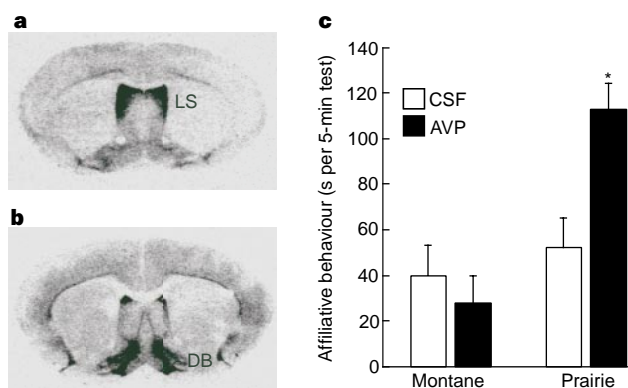 a
LS
b
DB
c
Affiliative behaviour (s per 5-min test)
140
120
100
80
60
40
20
0
CSF
AVP
*
Montane
Prairie